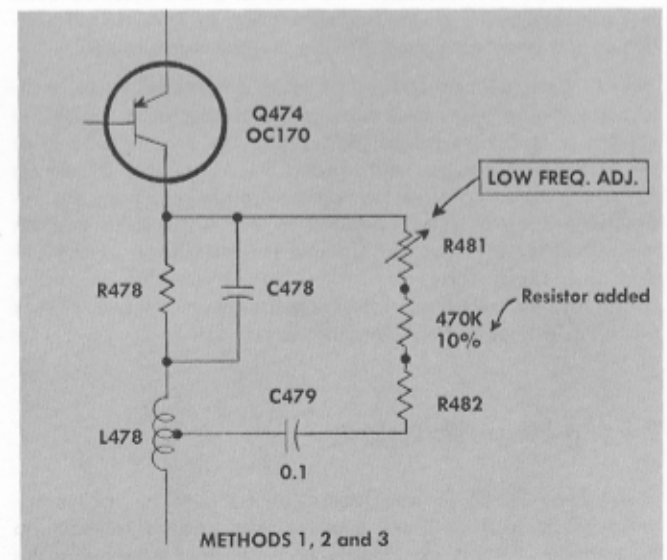 Q474
OC170
LOW FREQ. ADJ.
R481
R478
C478
Resistor added
470K
10%
C479
R482
L478
0.1
METHODS 1, 2 and 3